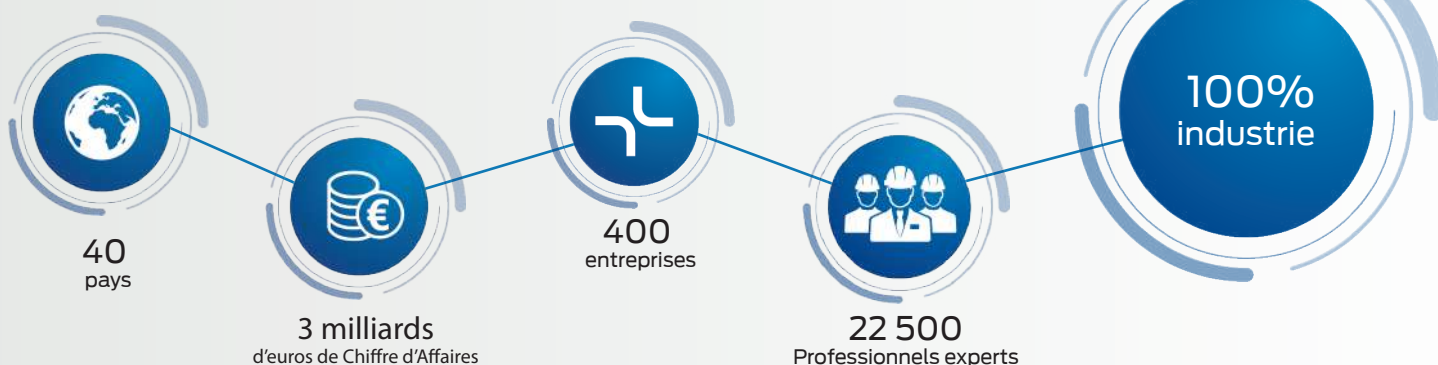 40
pays
3 milliards
d'euros de Chiffre d'Affaires
400
entreprises
22 500
Professionnels experts
100%
industrie